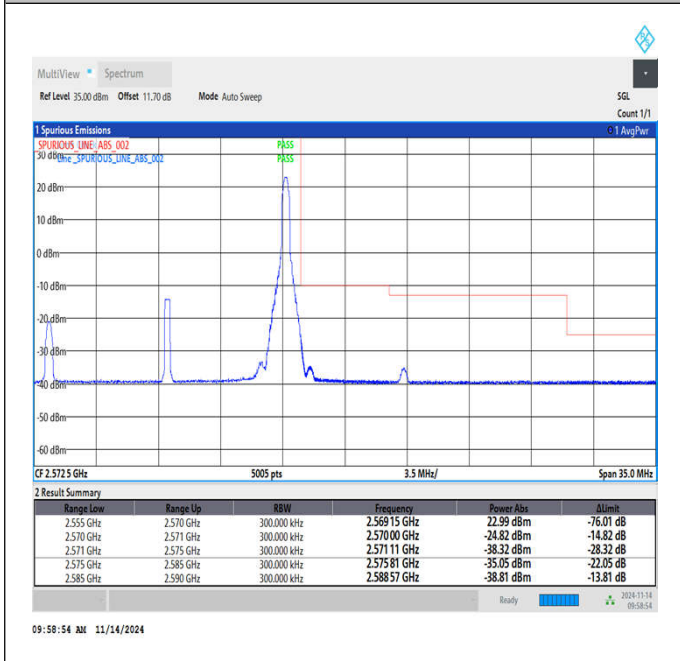 MultiView Spectrum
Ref Level 35.00 dBm Offset 11.70 dB Mode Auto Sweep SGL
Count 1/1
1 Spurious Emissions 1 AvgPwr
SPURIOUS_LINE_ABS_002 PASS
30 dBm
Line _SPURIOUS_LINE_ABS_002 PASS
20 dBm
10 dBm
0 dBm
-10 dBm
-20 dBm
-30 dBm
-40 dBm
-50 dBm
-60 dBm
CF 2.5725 GHz 5005 pts 3.5 MHz/ Span 35.0 MHz
2 Result Summary
Range Low Range Up RBW Frequency Power Abs ΔLimit
2.555 GHz 2.570 GHz 300.000 kHz 2.56915 GHz 22.99 dBm -76.01 dB
2.570 GHz 2.571 GHz 300.000 kHz 2.57000 GHz -24.82 dBm -14.82 dB
2.571 GHz 2.575 GHz 300.000 kHz 2.57111 GHz -38.32 dBm -28.32 dB
2.575 GHz 2.585 GHz 300.000 kHz 2.57581 GHz -35.05 dBm -22.05 dB
2.585 GHz 2.590 GHz 300.000 kHz 2.58857 GHz -38.81 dBm -13.81 dB
Ready 2024-11-14
09:58:54
09:58:54 AM 11/14/2024